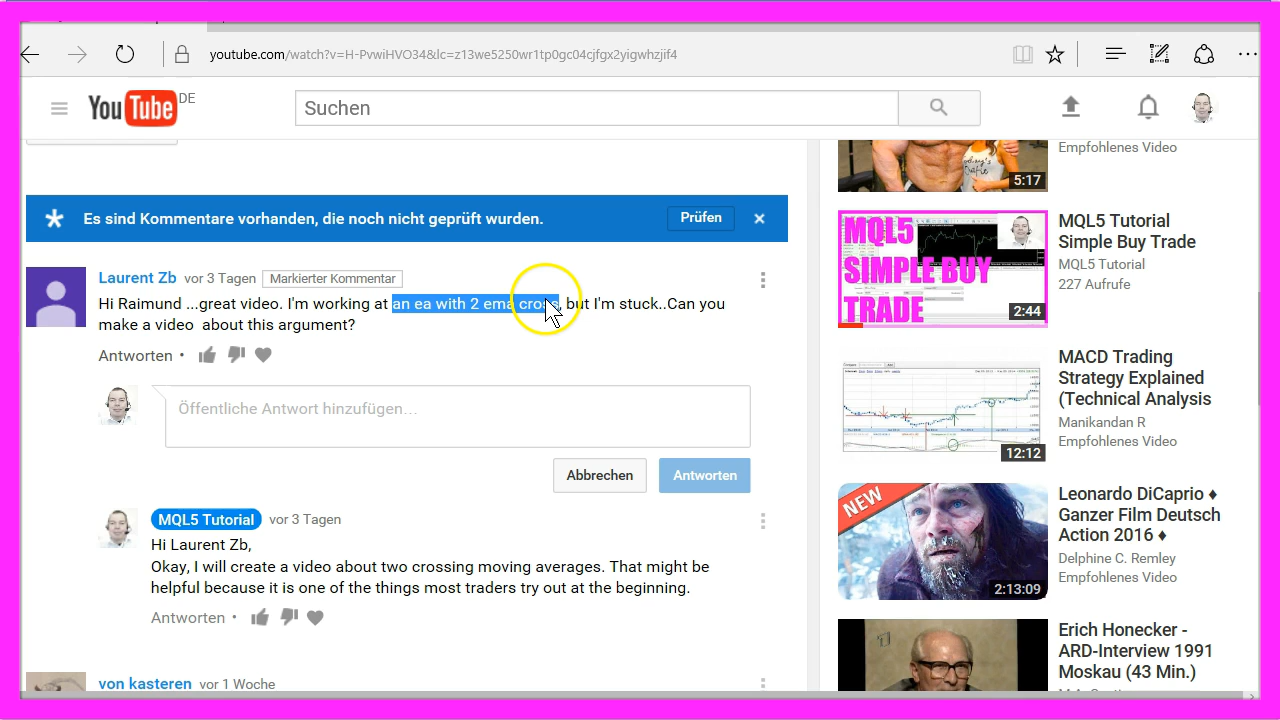 youtube.com/watch?v=H-PvwiHVO34&lc=z13we5250wr1tp0gc04cjfgx2yigwhzjif4
YouTube DE
Suchen
Es sind Kommentare vorhanden, die noch nicht geprüft wurden.
Prüfen
Laurent Zb vor 3 Tagen Markierter Kommentar
Hi Raimund ..great video. I'm working at an ea with 2 ema cross, but I'm stuck..Can you
make a video about this argument?
Antworten •
Öffentliche Antwort hinzufügen...
Abbrechen
Antworten
MQL5 Tutorial vor 3 Tagen
Hi Laurent Zb,
Okay, I will create a video about two crossing moving averages. That might be
helpful because it is one of the things most traders try out at the beginning.
Antworten •
von kasteren vor 1 Woche
5:17
Empfohlenes Video
MQL5
SIMPLE BUY
TRADE
2:44
MQL5 Tutorial
Simple Buy Trade
MQL5 Tutorial
227 Aufrufe
12:12
MACD Trading
Strategy Explained
(Technical Analysis
Manikandan R
Empfohlenes Video
NEW
2:13:09
Leonardo DiCaprio ♦
Ganzer Film Deutsch
Action 2016 ♦
Delphine C. Remley
Empfohlenes Video
Erich Honecker -
ARD-Interview 1991
Moskau (43 Min.)